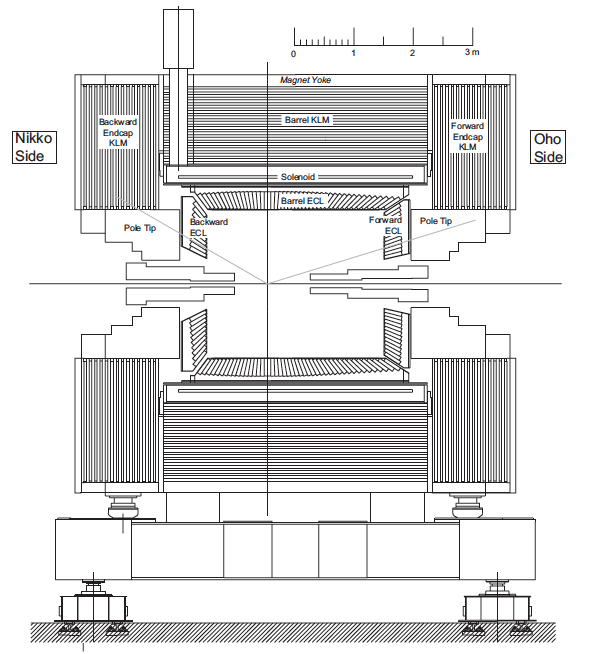 0
1
2
3 m
Magnet Yoke
Barrel KLM
Backward
Endcap
KLM
Forward
Endcap
KLM
Nikko
Side
Oho
Side
Solenoid
Barrel ECL
Backward
ECL
Forward
ECL
Pole Tip
Pole Tip